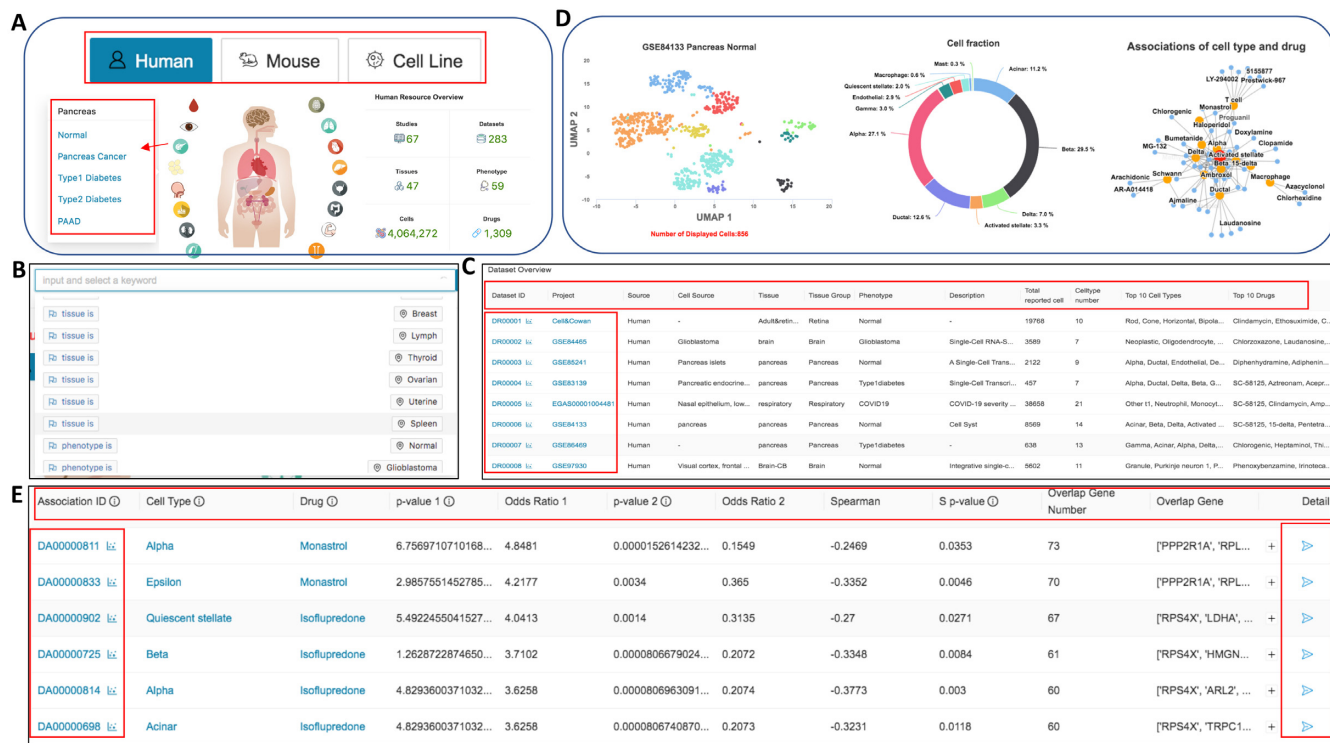 A
Human
Mouse
Cell Line
Pancreas
Normal
Pancreas Cancer
Type1 Diabetes
Type2 Diabetes
PAAD
Human Resource Overview
Studies
Datasets
67
283
Tissues
Phenotype
47
59
Cells
Drugs
4,064,272
1,309
D
GSE84133 Pancreas Normal
UMAP 2
20
15
10
5
0
-5
-10
-10
-5
0
5
10
15
20
UMAP 1
Number of Displayed Cells:856
Cell fraction
Mast: 0.3 %
Macrophage: 0.6 %
Quiescent stellate: 2.0 %
Endothelial: 2.9 %
Gamma: 3.0 %
Alpha: 27.1 %
Ductal: 12.6 %
Acinar: 11.2 %
Beta: 29.5 %
Delta: 7.0 %
Activated stellate: 3.3 %
Associations of cell type and drug
5155877
LY-294002
Prestwick-967
T cell
Chlorogenic
Monastrol
Proguanil
Haloperidol
Doxylamine
Bumetanide
Alpha
Clopamide
MG-132
Delta
Activated stellate
Beta
15-delta
Schwann
Macrophage
Arachidonic
Ambroxol
AR-A014418
Ductal
Azacyclonol
Chlorhexidine
Ajmaline
Laudanosine
B
input and select a keyword
tissue is Breast
tissue is Lymph
tissue is Thyroid
tissue is Ovarian
tissue is Uterine
tissue is Spleen
phenotype is Normal
phenotype is Glioblastoma
C
Dataset Overview
Dataset ID Project Source Cell Source Tissue Tissue Group Phenotype Description Total reported cell Celltype number Top 10 Cell Types Top 10 Drugs
DR00001 Cell&Cowan Human - Adult&retin... Retina Normal - 19768 10 Rod, Cone, Horizontal, Bipola... Clindamycin, Ethosuximide, C...
DR00002 GSE84465 Human Glioblastoma brain Brain Glioblastoma Single-Cell RNA-S... 3589 7 Neoplastic, Oligodendrocyte, ... Chlorzoxazone, Laudanosine,...
DR00003 GSE85241 Human Pancreas islets pancreas Pancreas Normal A Single-Cell Trans... 2122 9 Alpha, Ductal, Endothelial, De... Diphenhydramine, Adiphenin...
DR00004 GSE83139 Human Pancreatic endocrine... pancreas Pancreas Type1diabetes Single-Cell Transcri... 457 7 Alpha, Ductal, Delta, Beta, G... SC-58125, Aztreonam, Acepr...
DR00005 EGAS00001004481 Human Nasal epithelium, low... respiratory Respiratory COVID19 COVID-19 severity ... 38658 21 Other t1, Neutrophil, Monocyt... SC-58125, Clindamycin, Amp...
DR00006 GSE84133 Human pancreas pancreas Pancreas Normal Cell Syst 8569 14 Acinar, Beta, Delta, Activated ... SC-58125, 15-delta, Pentetra...
DR00007 GSE86469 Human - pancreas Pancreas Type1diabetes - 638 13 Gamma, Acinar, Alpha, Delta,... Chlorogenic, Heptaminol, Thi...
DR00008 GSE97930 Human Visual cortex, frontal ... Brain-CB Brain Normal Integrative single-c... 5602 11 Granule, Purkinje neuron 1, P... Phenoxybenzamine, Irinoteca...
E
Association ID Cell Type Drug p-value 1 Odds Ratio 1 p-value 2 Odds Ratio 2 Spearman S p-value Overlap Gene Number Overlap Gene Detail
DA00000811 Alpha Monastrol 6.7569710710168... 4.8481 0.0000152614232... 0.1549 -0.2469 0.0353 73 ['PPP2R1A', 'RPL... +
DA00000833 Epsilon Monastrol 2.9857551452785... 4.2177 0.0034 0.365 -0.3352 0.0046 70 ['PPP2R1A', 'RPL... +
DA00000902 Quiescent stellate Isoflupredone 5.4922455041527... 4.0413 0.0014 0.3135 -0.27 0.0271 67 ['RPS4X', 'LDHA', ... +
DA00000725 Beta Isoflupredone 1.2628722874650... 3.7102 0.0000806679024... 0.2072 -0.3348 0.0084 61 ['RPS4X', 'HMGN... +
DA00000814 Alpha Isoflupredone 4.8293600371032... 3.6258 0.0000806963091... 0.2074 -0.3773 0.003 60 ['RPS4X', 'ARL2', ... +
DA00000698 Acinar Isoflupredone 4.8293600371032... 3.6258 0.0000806740870... 0.2073 -0.3231 0.0118 60 ['RPS4X', 'TRPC1... +